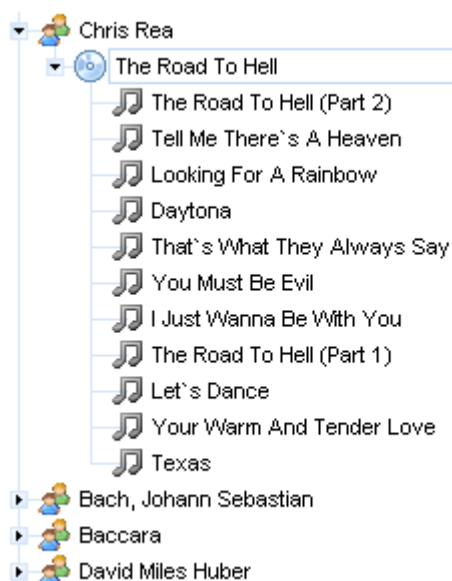 Chris Rea
The Road To Hell
The Road To Hell (Part 2)
Tell Me There`s A Heaven
Looking For A Rainbow
Daytona
That`s What They Always Say
You Must Be Evil
I Just Wanna Be With You
The Road To Hell (Part 1)
Let`s Dance
Your Warm And Tender Love
Texas
Bach, Johann Sebastian
Baccara
David Miles Huber